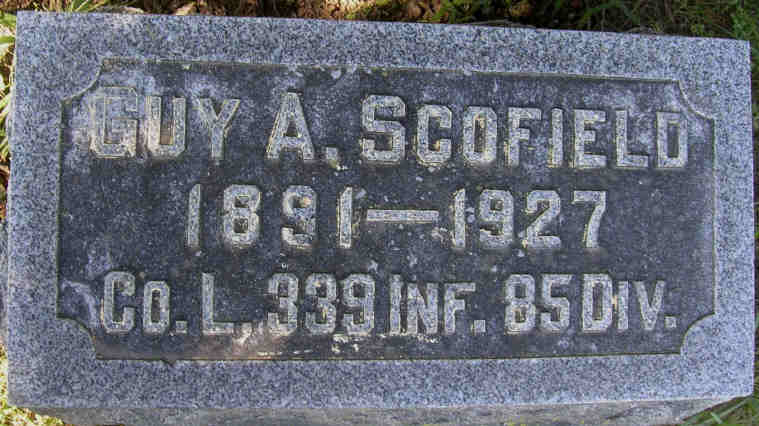 GUY A. SCOFIELD
1891–1927
CO. L. 339 INF. 85 DIV.